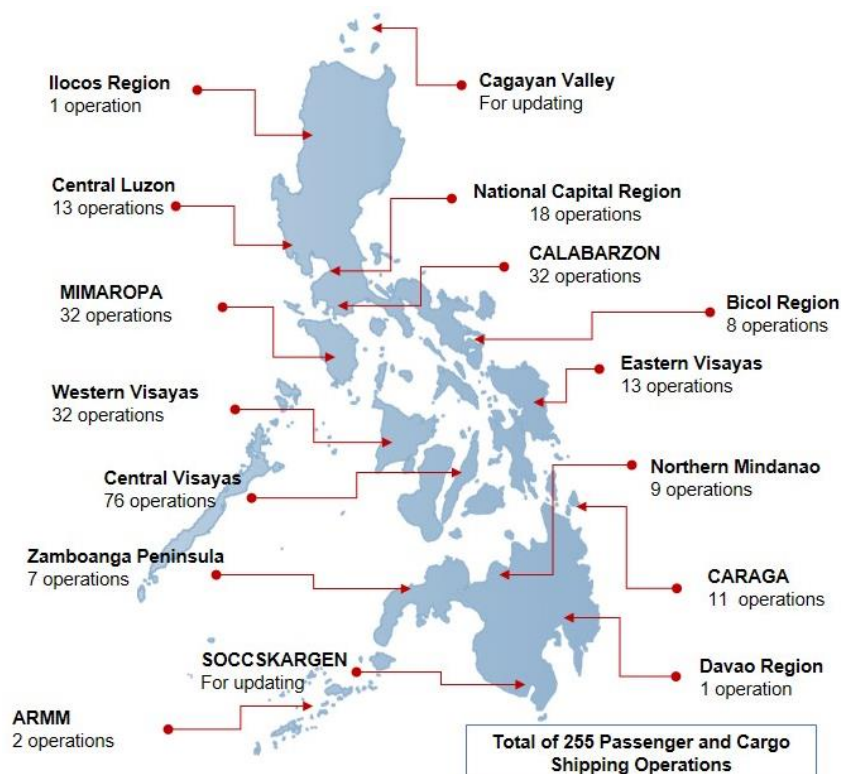 Ilocos Region
1 operation
Cagayan Valley
For updating
Central Luzon
13 operations
National Capital Region
18 operations
CALABARZON
32 operations
MIMAROPA
32 operations
Bicol Region
8 operations
Eastern Visayas
13 operations
Western Visayas
32 operations
Central Visayas
76 operations
Northern Mindanao
9 operations
Zamboanga Peninsula
7 operations
CARAGA
11 operations
SOCCSKARGEN
For updating
Davao Region
1 operation
ARMM
2 operations
Total of 255 Passenger and Cargo
Shipping Operations